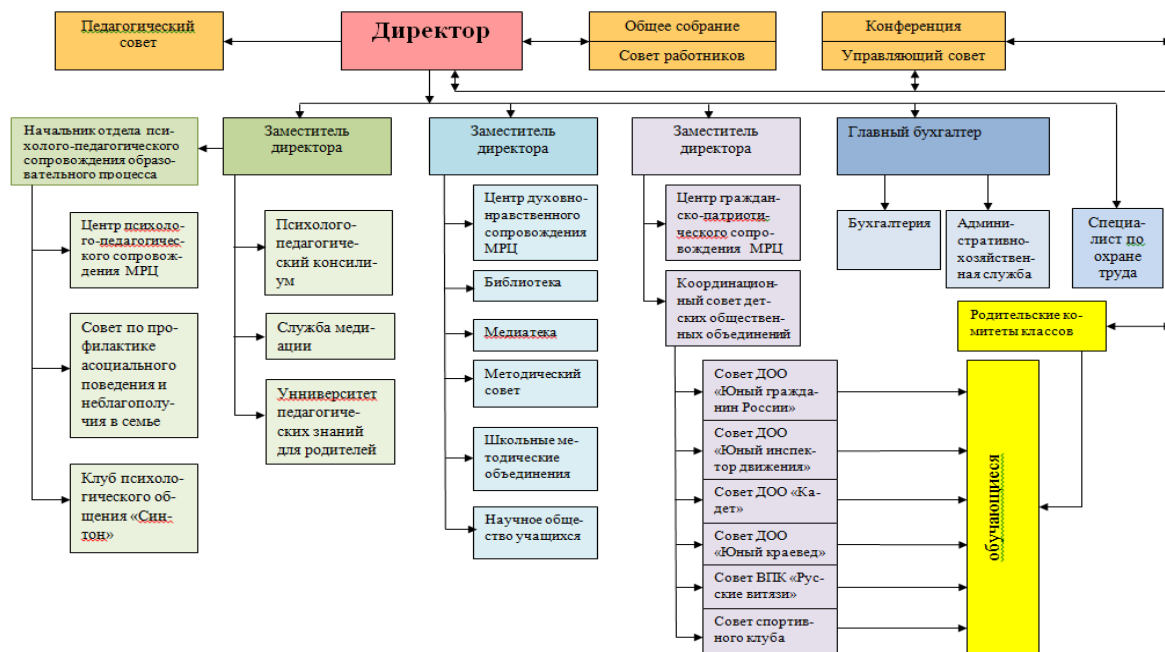 Педагогический
совет
Директор
Общее собрание
Совет работников
Конференция
Управляющий совет
Начальник отдела пси-
холого-педагогического
сопровождения образо-
вательного процесса
Заместитель
директора
Заместитель
директора
Заместитель
директора
Главный бухгалтер
Центр психоло-
го-педагогичес-
кого сопровож-
дения МРЦ
Совет по про-
филактике
асоциального
поведения и
неблагополу-
чия в семье
Клуб психоло-
гического об-
щения «Син-
тон»
Психолого-
педагогичес-
кий консили-
ум
Служба медиа-
ации
Унниверситет
педагогичес-
ких знаний
для родителей
Центр духовно-
нравственного
сопровождения
МРЦ
Библиотека
Медиатека
Методический
совет
Школьные ме-
тодические
объединения
Научное обще-
ство учащихся
Центр граждан-
ско-патриоти-
ческого сопро-
вождения МРЦ
Координацион-
ный совет дет-
ских обществен-
ных объединений
Совет ДОО
«Юный гражда-
нин России»
Совет ДОО
«Юный инспек-
тор движения»
Совет ДОО «Ка-
дет»
Совет ДОО
«Юный краевед»
Совет ВПК «Рус-
ские витязи»
Совет спортив-
ного клуба
Бухгалтерия
Админи-
стративно-
хозяйствен-
ная служба
Специа-
лист по
охране
труда
Родительские ко-
митеты классов
обучающиеся